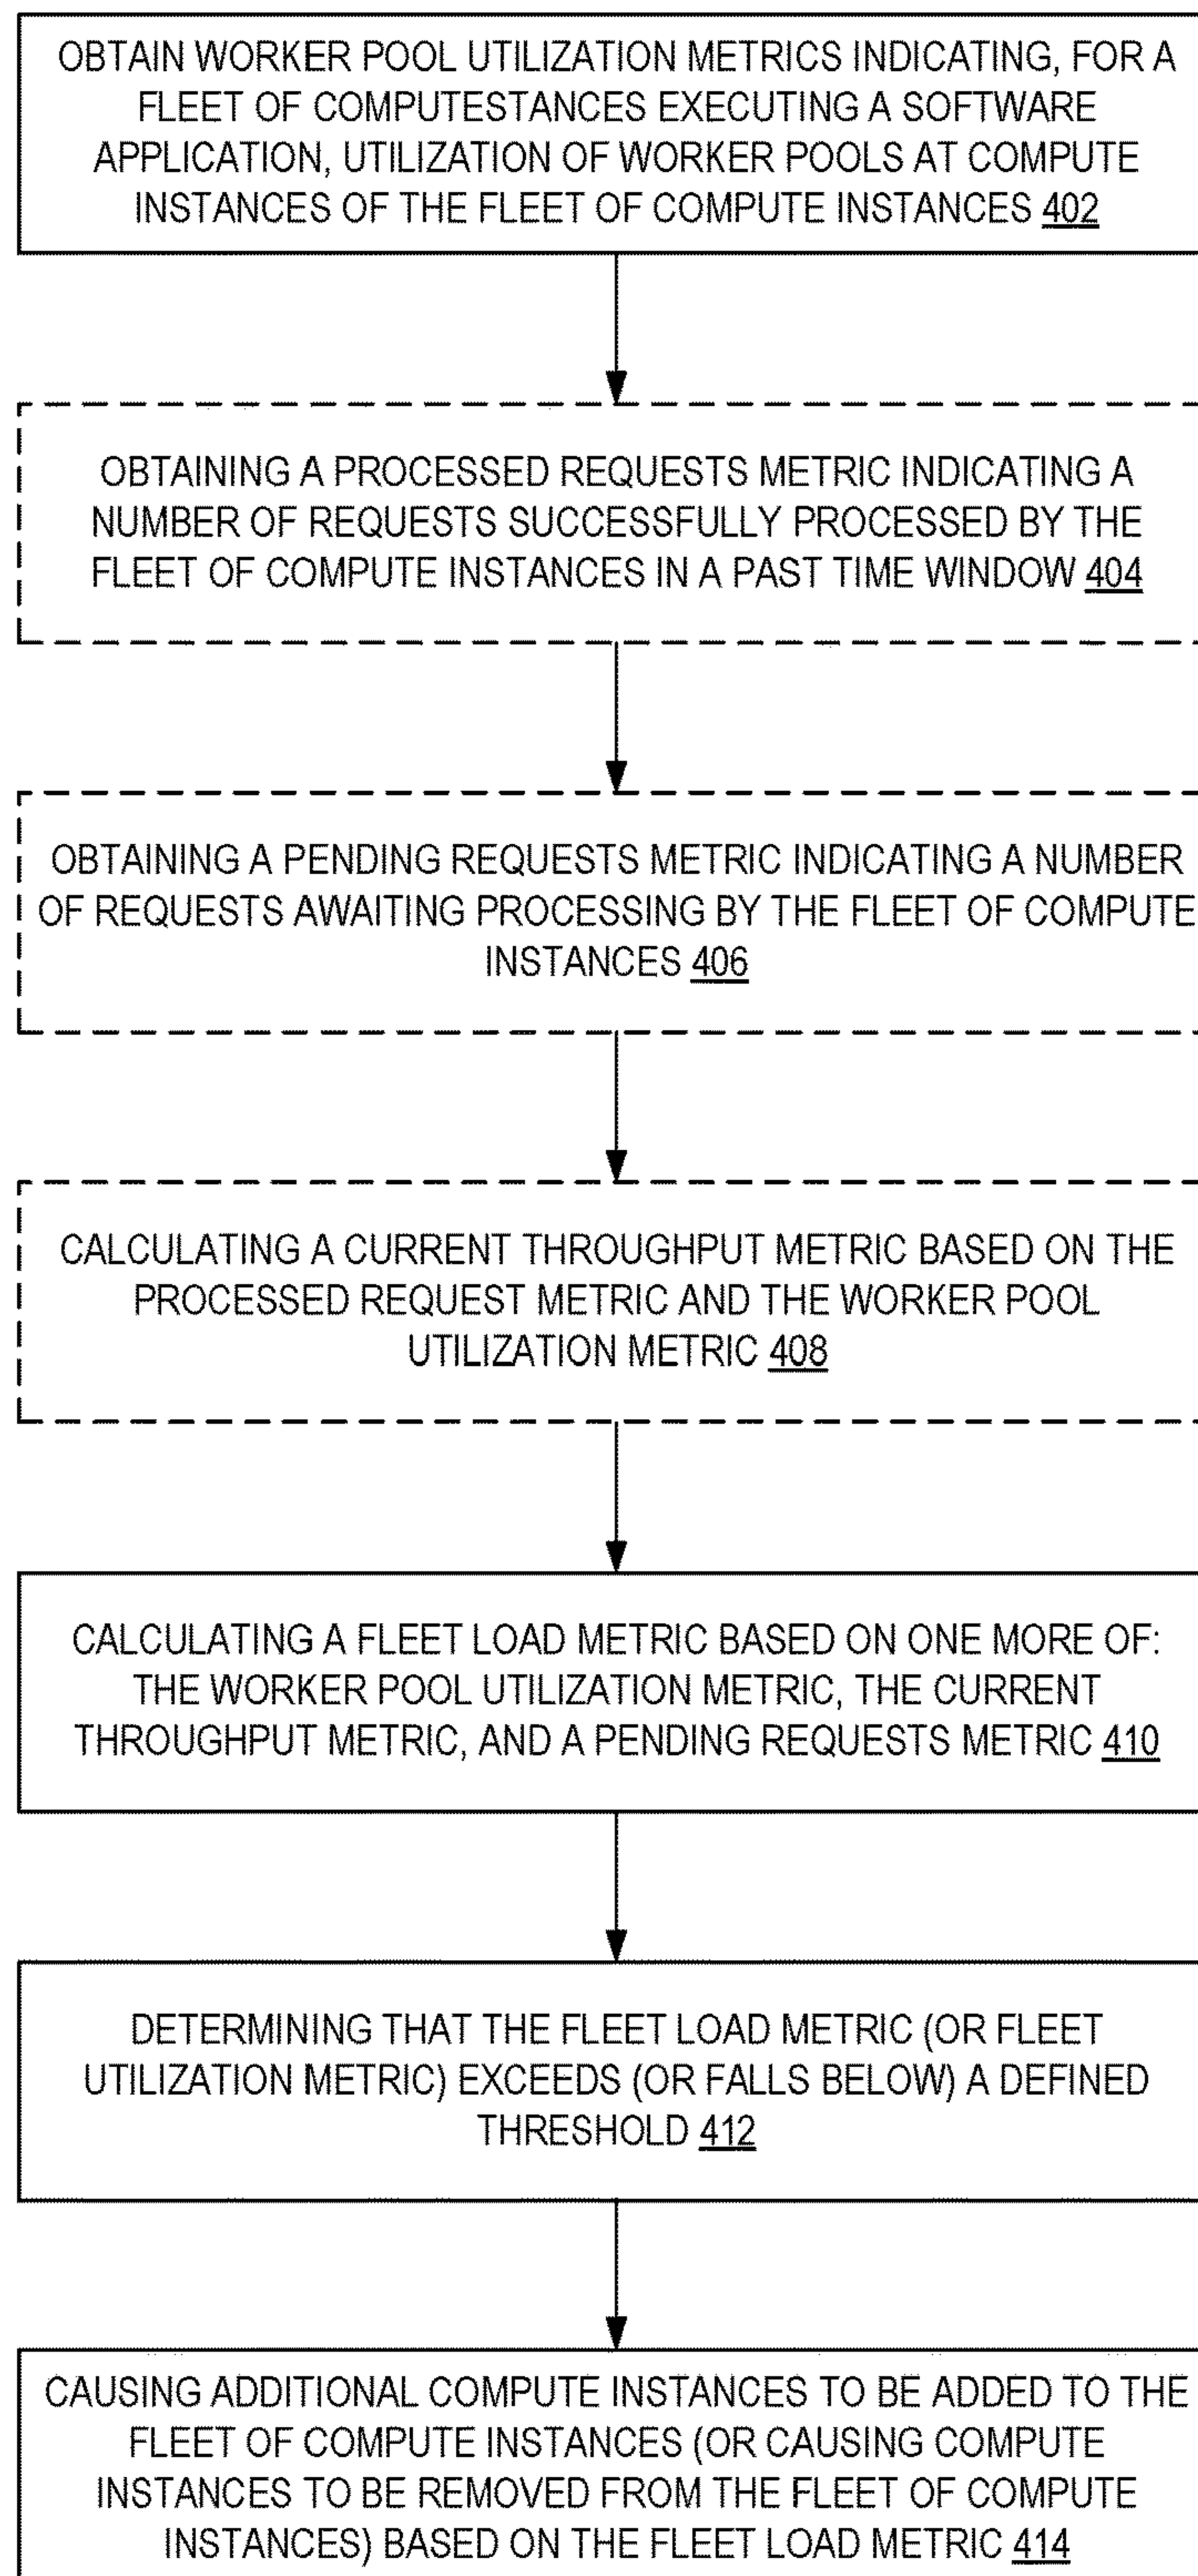 OBTAIN WORKER POOL UTILIZATION METRICS INDICATING, FOR A
FLEET OF COMPUTESTANCES EXECUTING A SOFTWARE
APPLICATION, UTILIZATION OF WORKER POOLS AT COMPUTE
INSTANCES OF THE FLEET OF COMPUTE INSTANCES 402
OBTAINING A PROCESSED REQUESTS METRIC INDICATING A
NUMBER OF REQUESTS SUCCESSFULLY PROCESSED BY THE
FLEET OF COMPUTE INSTANCES IN A PAST TIME WINDOW 404
OBTAINING A PENDING REQUESTS METRIC INDICATING A NUMBER
OF REQUESTS AWAITING PROCESSING BY THE FLEET OF COMPUTE
INSTANCES 406
CALCULATING A CURRENT THROUGHPUT METRIC BASED ON THE
PROCESSED REQUEST METRIC AND THE WORKER POOL
UTILIZATION METRIC 408
CALCULATING A FLEET LOAD METRIC BASED ON ONE MORE OF:
THE WORKER POOL UTILIZATION METRIC, THE CURRENT
THROUGHPUT METRIC, AND A PENDING REQUESTS METRIC 410
DETERMINING THAT THE FLEET LOAD METRIC (OR FLEET
UTILIZATION METRIC) EXCEEDS (OR FALLS BELOW) A DEFINED
THRESHOLD 412
CAUSING ADDITIONAL COMPUTE INSTANCES TO BE ADDED TO THE
FLEET OF COMPUTE INSTANCES (OR CAUSING COMPUTE
INSTANCES TO BE REMOVED FROM THE FLEET OF COMPUTE
INSTANCES) BASED ON THE FLEET LOAD METRIC 414